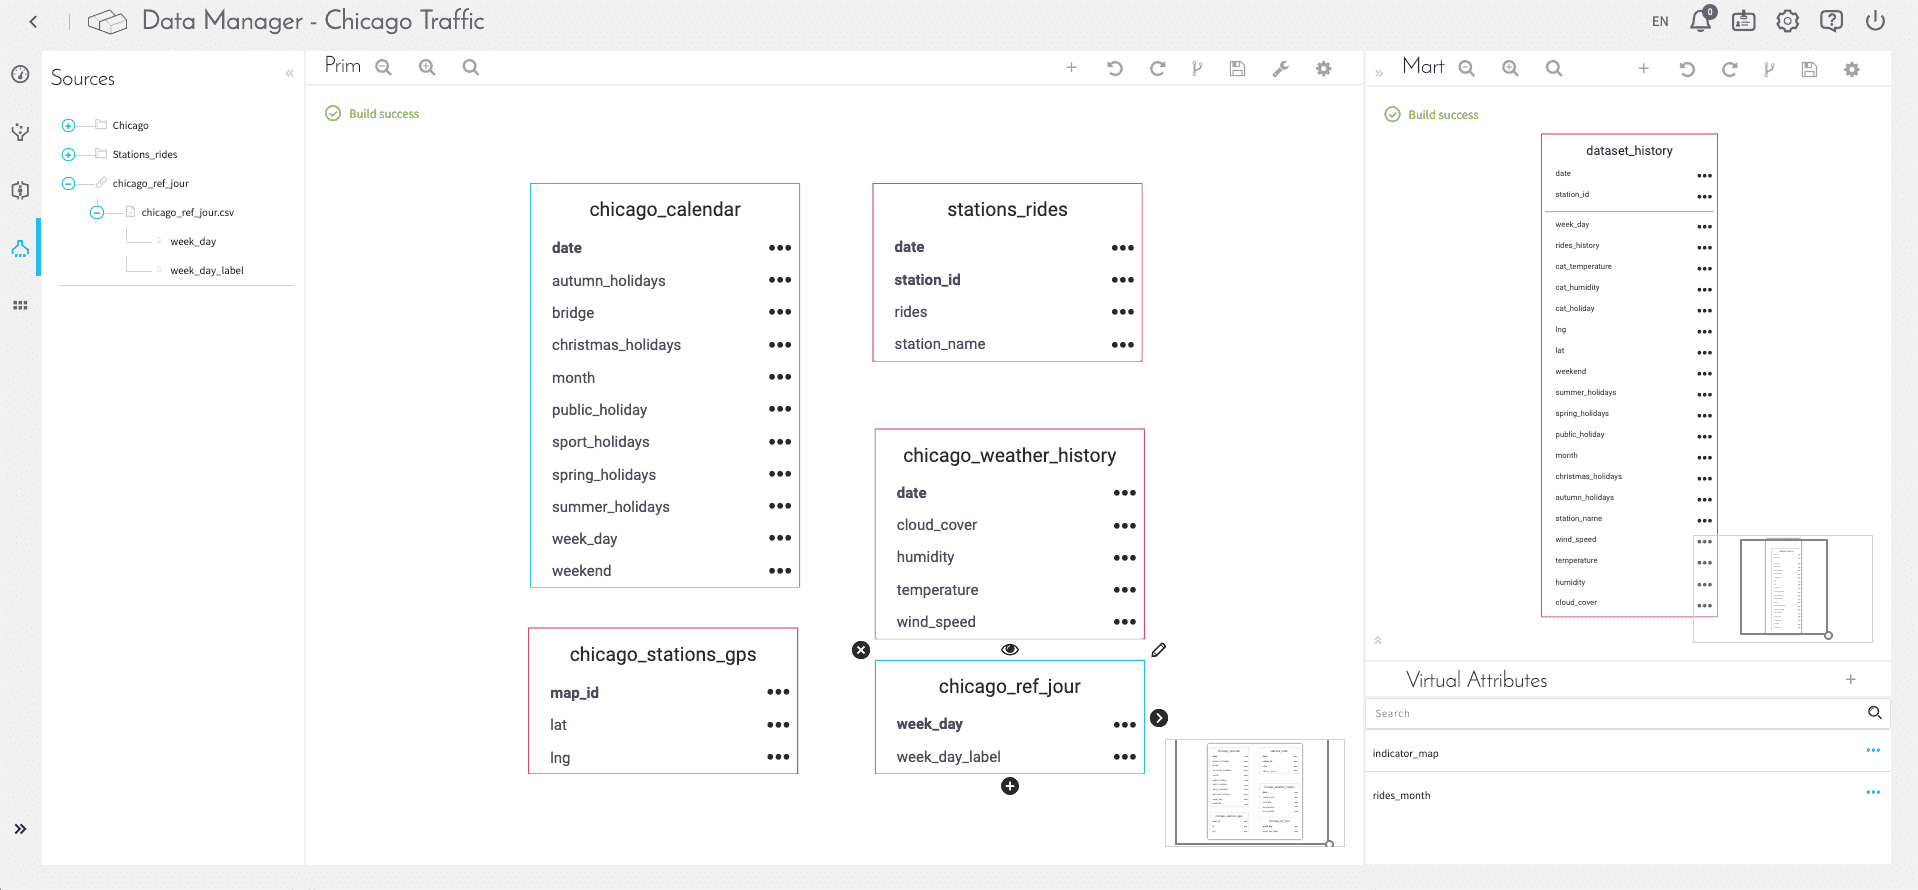 Data Manager - Chicago Traffic
EN
0
Sources
«
Chicago
Stations_rides
chicago_ref_jour
chicago_ref_jour.csv
week_day
week_day_label
Prim
Build success
chicago_calendar
date
autumn_holidays
bridge
christmas_holidays
month
public_holiday
sport_holidays
spring_holidays
summer_holidays
week_day
weekend
stations_rides
date
station_id
rides
station_name
chicago_weather_history
date
cloud_cover
humidity
temperature
wind_speed
chicago_stations_gps
map_id
lat
lng
chicago_ref_jour
week_day
week_day_label
»
Mart
Build success
dataset_history
date
station_id
week_day
rides_history
cat_temperature
cat_humidity
cat_holiday
lng
lat
weekend
summer_holidays
spring_holidays
public_holiday
month
christmas_holidays
autumn_holidays
station_name
wind_speed
temperature
humidity
cloud_cover
Virtual Attributes
Search
indicator_map
rides_month